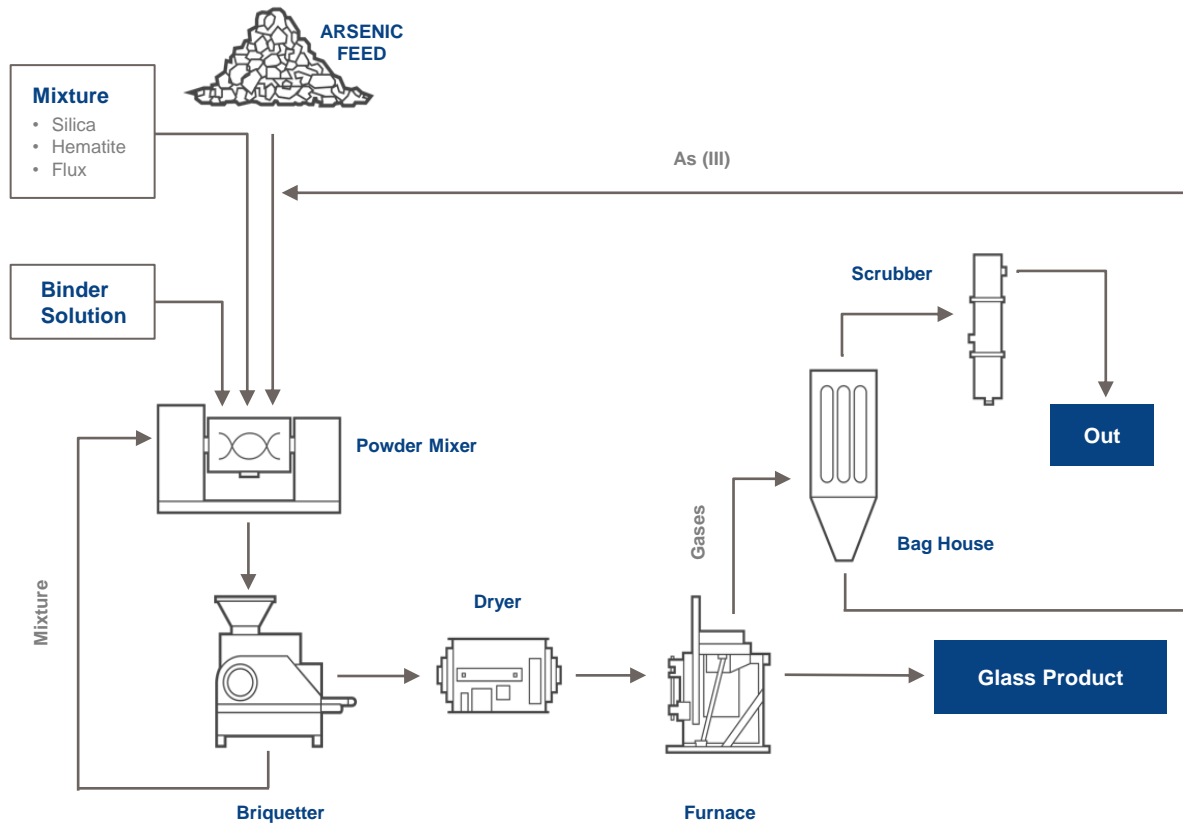 ARSENIC
FEED
Mixture
• Silica
• Hematite
• Flux
As (III)
Binder
Solution
Scrubber
Out
Powder Mixer
Gases
Bag House
Mixture
Dryer
Glass Product
Briquetter
Furnace